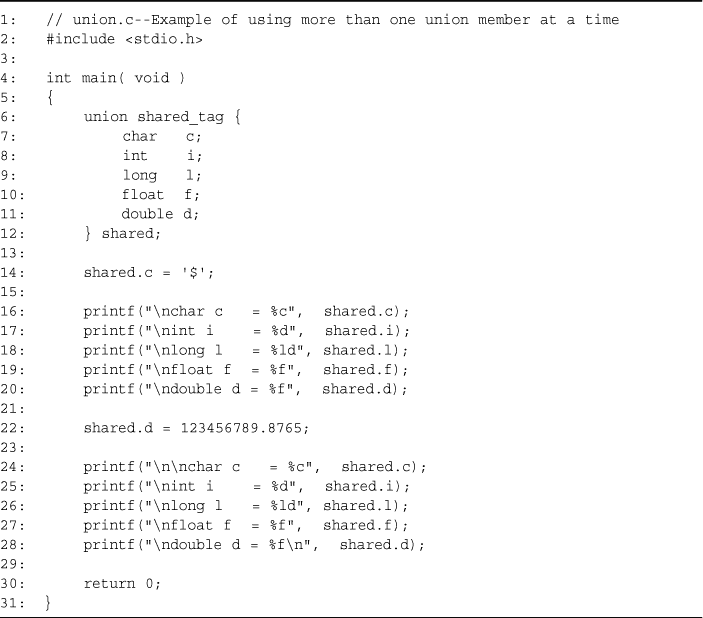 1: // union.c--Example of using more than one union member at a time
2: #include <stdio.h>
3:
4: int main( void )
5: {
6:     union shared_tag {
7:         char   c;
8:         int    i;
9:         long   l;
10:         float  f;
11:         double d;
12:     } shared;
13:
14:     shared.c = '$';
15:
16:     printf("\nchar c   = %c",  shared.c);
17:     printf("\nint i    = %d",  shared.i);
18:     printf("\nlong l   = %ld", shared.l);
19:     printf("\nfloat f  = %f",  shared.f);
20:     printf("\ndouble d = %f",  shared.d);
21:
22:     shared.d = 123456789.8765;
23:
24:     printf("\n\nchar c   = %c",  shared.c);
25:     printf("\nint i    = %d",  shared.i);
26:     printf("\nlong l   = %ld", shared.l);
27:     printf("\nfloat f  = %f",  shared.f);
28:     printf("\ndouble d = %f\n",  shared.d);
29:
30:     return 0;
31: }